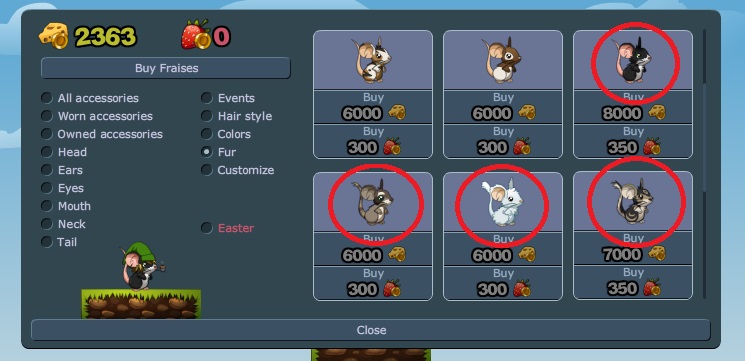 2363 0
Buy Fraises
All accessories
Worn accessories
Owned accessories
Head
Ears
Eyes
Mouth
Neck
Tail
Events
Hair style
Colors
Fur
Customize
Easter
Buy
6000
Buy
300
Buy
6000
Buy
300
Buy
8000
Buy
350
Buy
6000
Buy
300
Buy
6000
Buy
300
Buy
7000
Buy
350
Close